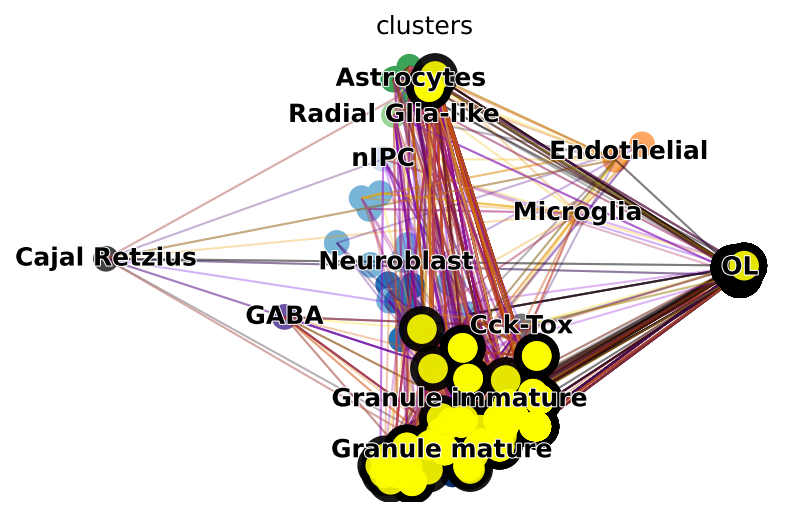 clusters
Astrocytes
Radial Glia-like
nIPC
Endothelial
Microglia
Cajal Retzius
Neuroblast
OL
GABA
Cck-Tox
Granule immature
Granule mature